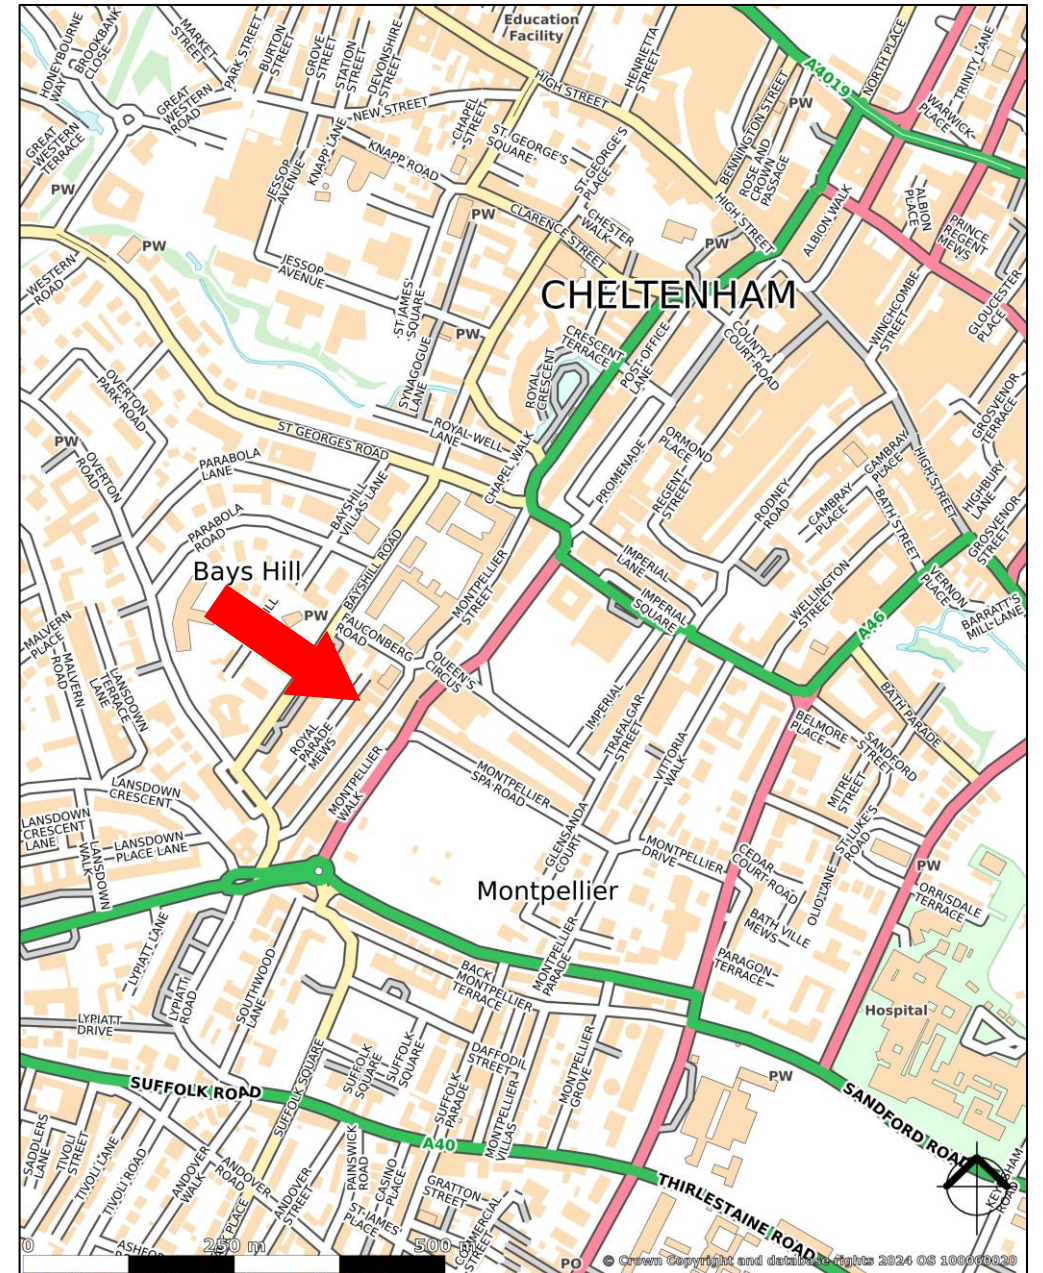 Education
Facility
HONEYBOURNE
WAY
BROOKBANK
CLOSE
MARKET
STREET
PARK STREET
BURTON
STREET
GROVE
STREET
STATION
STREET
DEVONSHIRE
STREET
HENRIETTA
STREET
HIGH STREET
A4019
NORTH PLACE
TRINITY LANE
WARWICK
PLACE
GREAT
WESTERN
ROAD
GREAT
WESTERN
TERRACE
NEW STREET
CHAPEL
STREET
ST. GEORGE'S
SQUARE
ST.GEORGE'S
PLACE
BENNINGTON STREET
ROSE AND
CROWN
PASSAGE
PW
KNAPP LANE
KNAPP ROAD
JESSOP
AVENUE
PW
PW
CLARENCE STREET
CHESTER
WALK
HIGH STREET
PW
ALBION WALK
ALBION
PLACE
PRINCE
REGENT
MEWS
PW
WESTERN
ROAD
JESSOP
AVENUE
ST JAMES'
SQUARE
PW
CHELTENHAM
WINCHCOMBE
STREET
GLOUCESTER
PLACE
SYNAGOGUE
LANE
CRESCENT
TERRACE
ROYAL
CRESCENT
POST-OFFICE
LANE
COUNTY
COURT-ROAD
OVERTON
PARK ROAD
PW
OVERTON
ROAD
ST GEORGES ROAD
ROYAL-WELL
LANE
CHAPEL WALK
PROMENADE
ORMOND
PLACE
REGENT
STREET
GROSVENOR
TERRACE
PARABOLA
LANE
BAYSHILL
VILLAS LANE
RODNEY
ROAD
CAMBRAY
PLACE
CAMBRAY
PLACE
BATH STREET
HIGH STREET
HIGHBURY
LANE
GROSVENOR
STREET
PARABOLA
ROAD
Bays Hill
BAYSHILL ROAD
MONTPELLIER
STREET
IMPERIAL
LANE
IMPERIAL
SQUARE
WELLINGTON
STREET
A46
VERNON
PLACE
BARRATT'S
MILL-LANE
PW
FAUCONBERG
ROAD
QUEEN'S
CIRCUS
MALVERN
PLACE
MALVERN
ROAD
LANSDOWN
TERRACE
LANE
ROYAL
PARADE
MEWS
IMPERIAL
TRAFALGAR
STREET
VITTORIA
WALK
BELMORE
PLACE
SANDFORD
STREET
BATH PARADE
MITRE
STREET
ST.LUKE'S
ROAD
LANSDOWN
CRESCENT
LANSDOWN
CRESCENT
LANE
LANSDOWN
PLACE LANE
LANSDOWN
WALK
MONTPELLIER
WALK
MONTPELLIER
SPA-ROAD
GLENSANDA
COURT
MONTPELLIER
DRIVE
CEDAR
COURT-ROAD
OLIO LANE
PW
ORRISDALE
TERRACE
Montpellier
BATH VILLE
MEWS
PARAGON
TERRACE
LYPIATT LANE
LYPIATT
ROAD
LYPIATT
DRIVE
SOUTHWOOD
LANE
BACK
MONTPELLIER
TERRACE
MONTPELLIER
PARADE
Hospital
SUFFOLK ROAD
SUFFOLK SQUARE
SUFFOLK
SQUARE
SUFFOLK
SQUARE
DAFFODIL
STREET
SUFFOLK
PARADE
MONTPELLIER
VILLAS
MONTPELLIER
GROVE
PW
SANDFORD ROAD
A40
SADDLERS
LANE
TIVOLI
STREET
TIVOLI LANE
TIVOLI ROAD
ANDOVER
WALK
ANDOVER
ROAD
ANDOVER
STREET
PAINSWICK
ROAD
CASINO
PLACE
GRATTON
STREET
ST-JAMES'
PLACE
COMMERCIAL
STREET
THIRLESTAINE ROAD
PO
0
250 m
500 m
© Crown Copyright and database rights 2024 OS 100060020